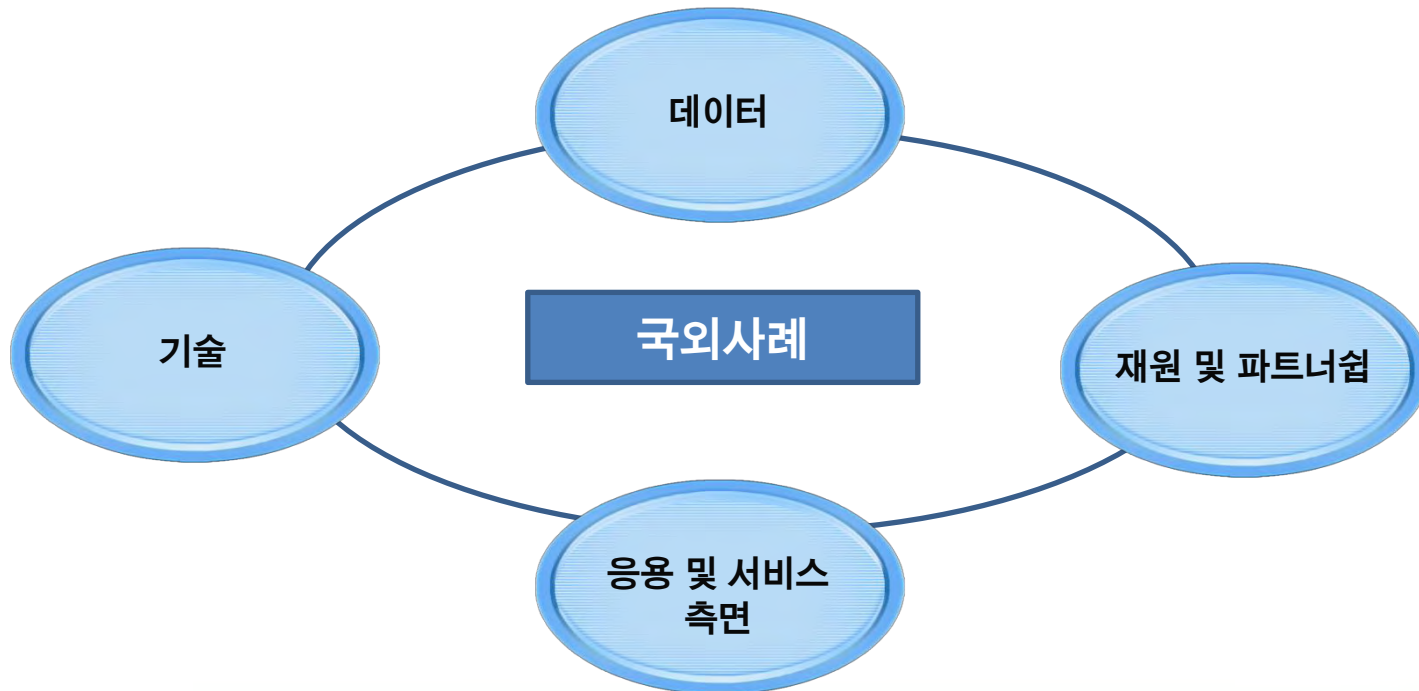 데이터
기술
국외사례
재원 및 파트너쉽
응용 및 서비스
측면